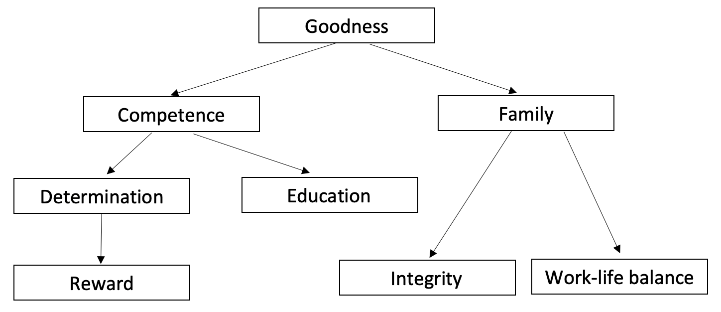 Goodness
Competence
Family
Determination
Education
Reward
Integrity
Work-life balance